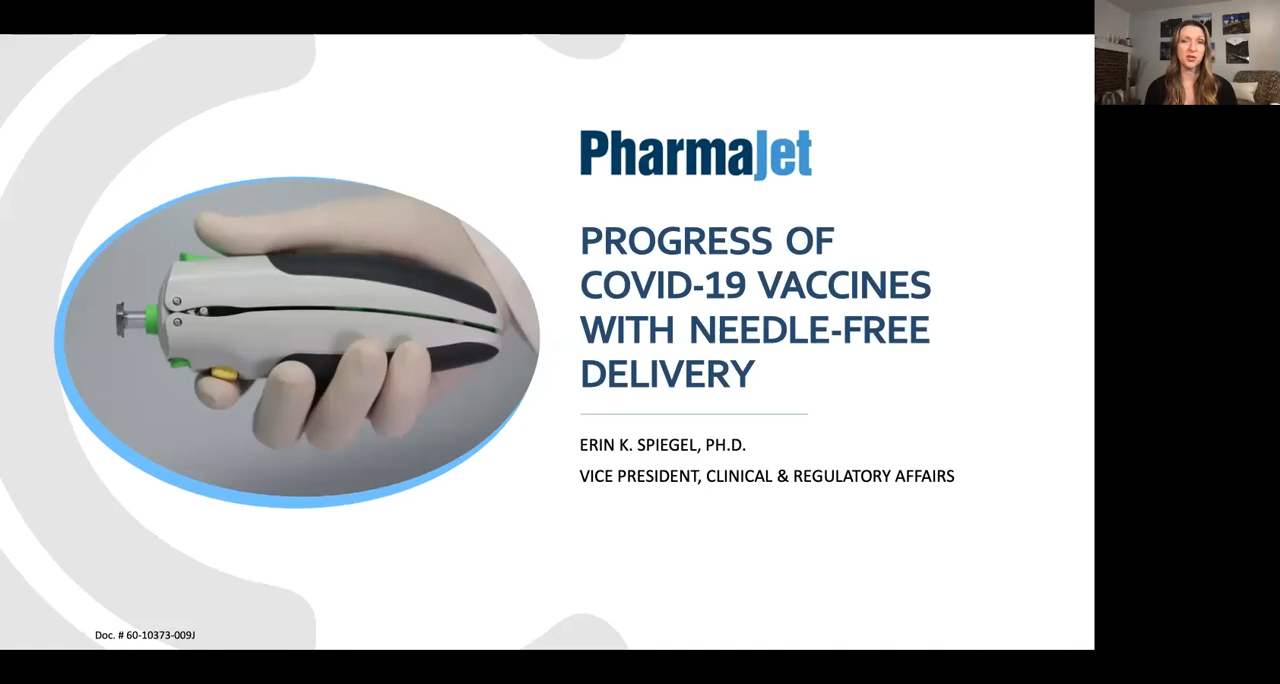 PharmaJet
PROGRESS OF
COVID-19 VACCINES
WITH NEEDLE-FREE
DELIVERY
ERIN K. SPIEGEL, PH.D.
VICE PRESIDENT, CLINICAL & REGULATORY AFFAIRS
Doc. # 60-10373-009J